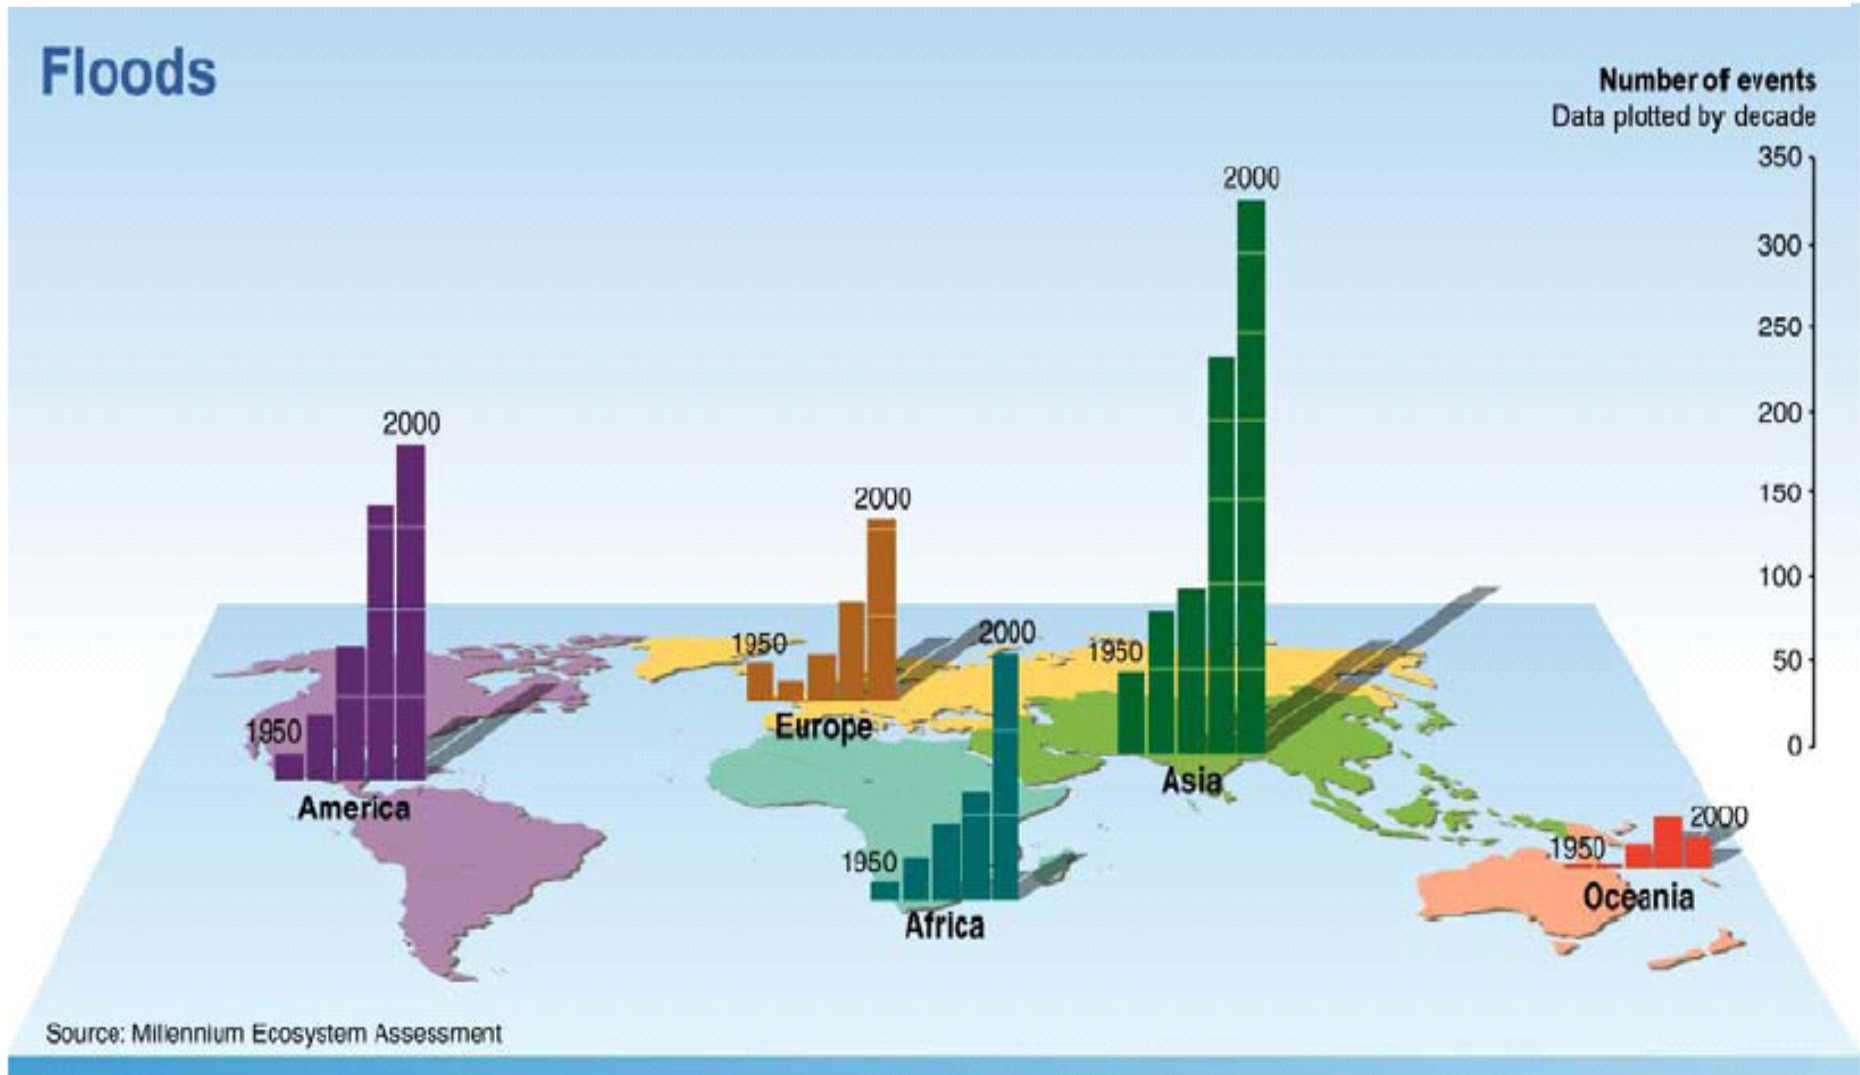 Floods
Number of events
Data plotted by decade
350
300
250
200
150
100
50
0
2000
1950
America
2000
1950
Europe
2000
1950
Africa
2000
1950
Asia
2000
1950
Oceania
Source: Millennium Ecosystem Assessment